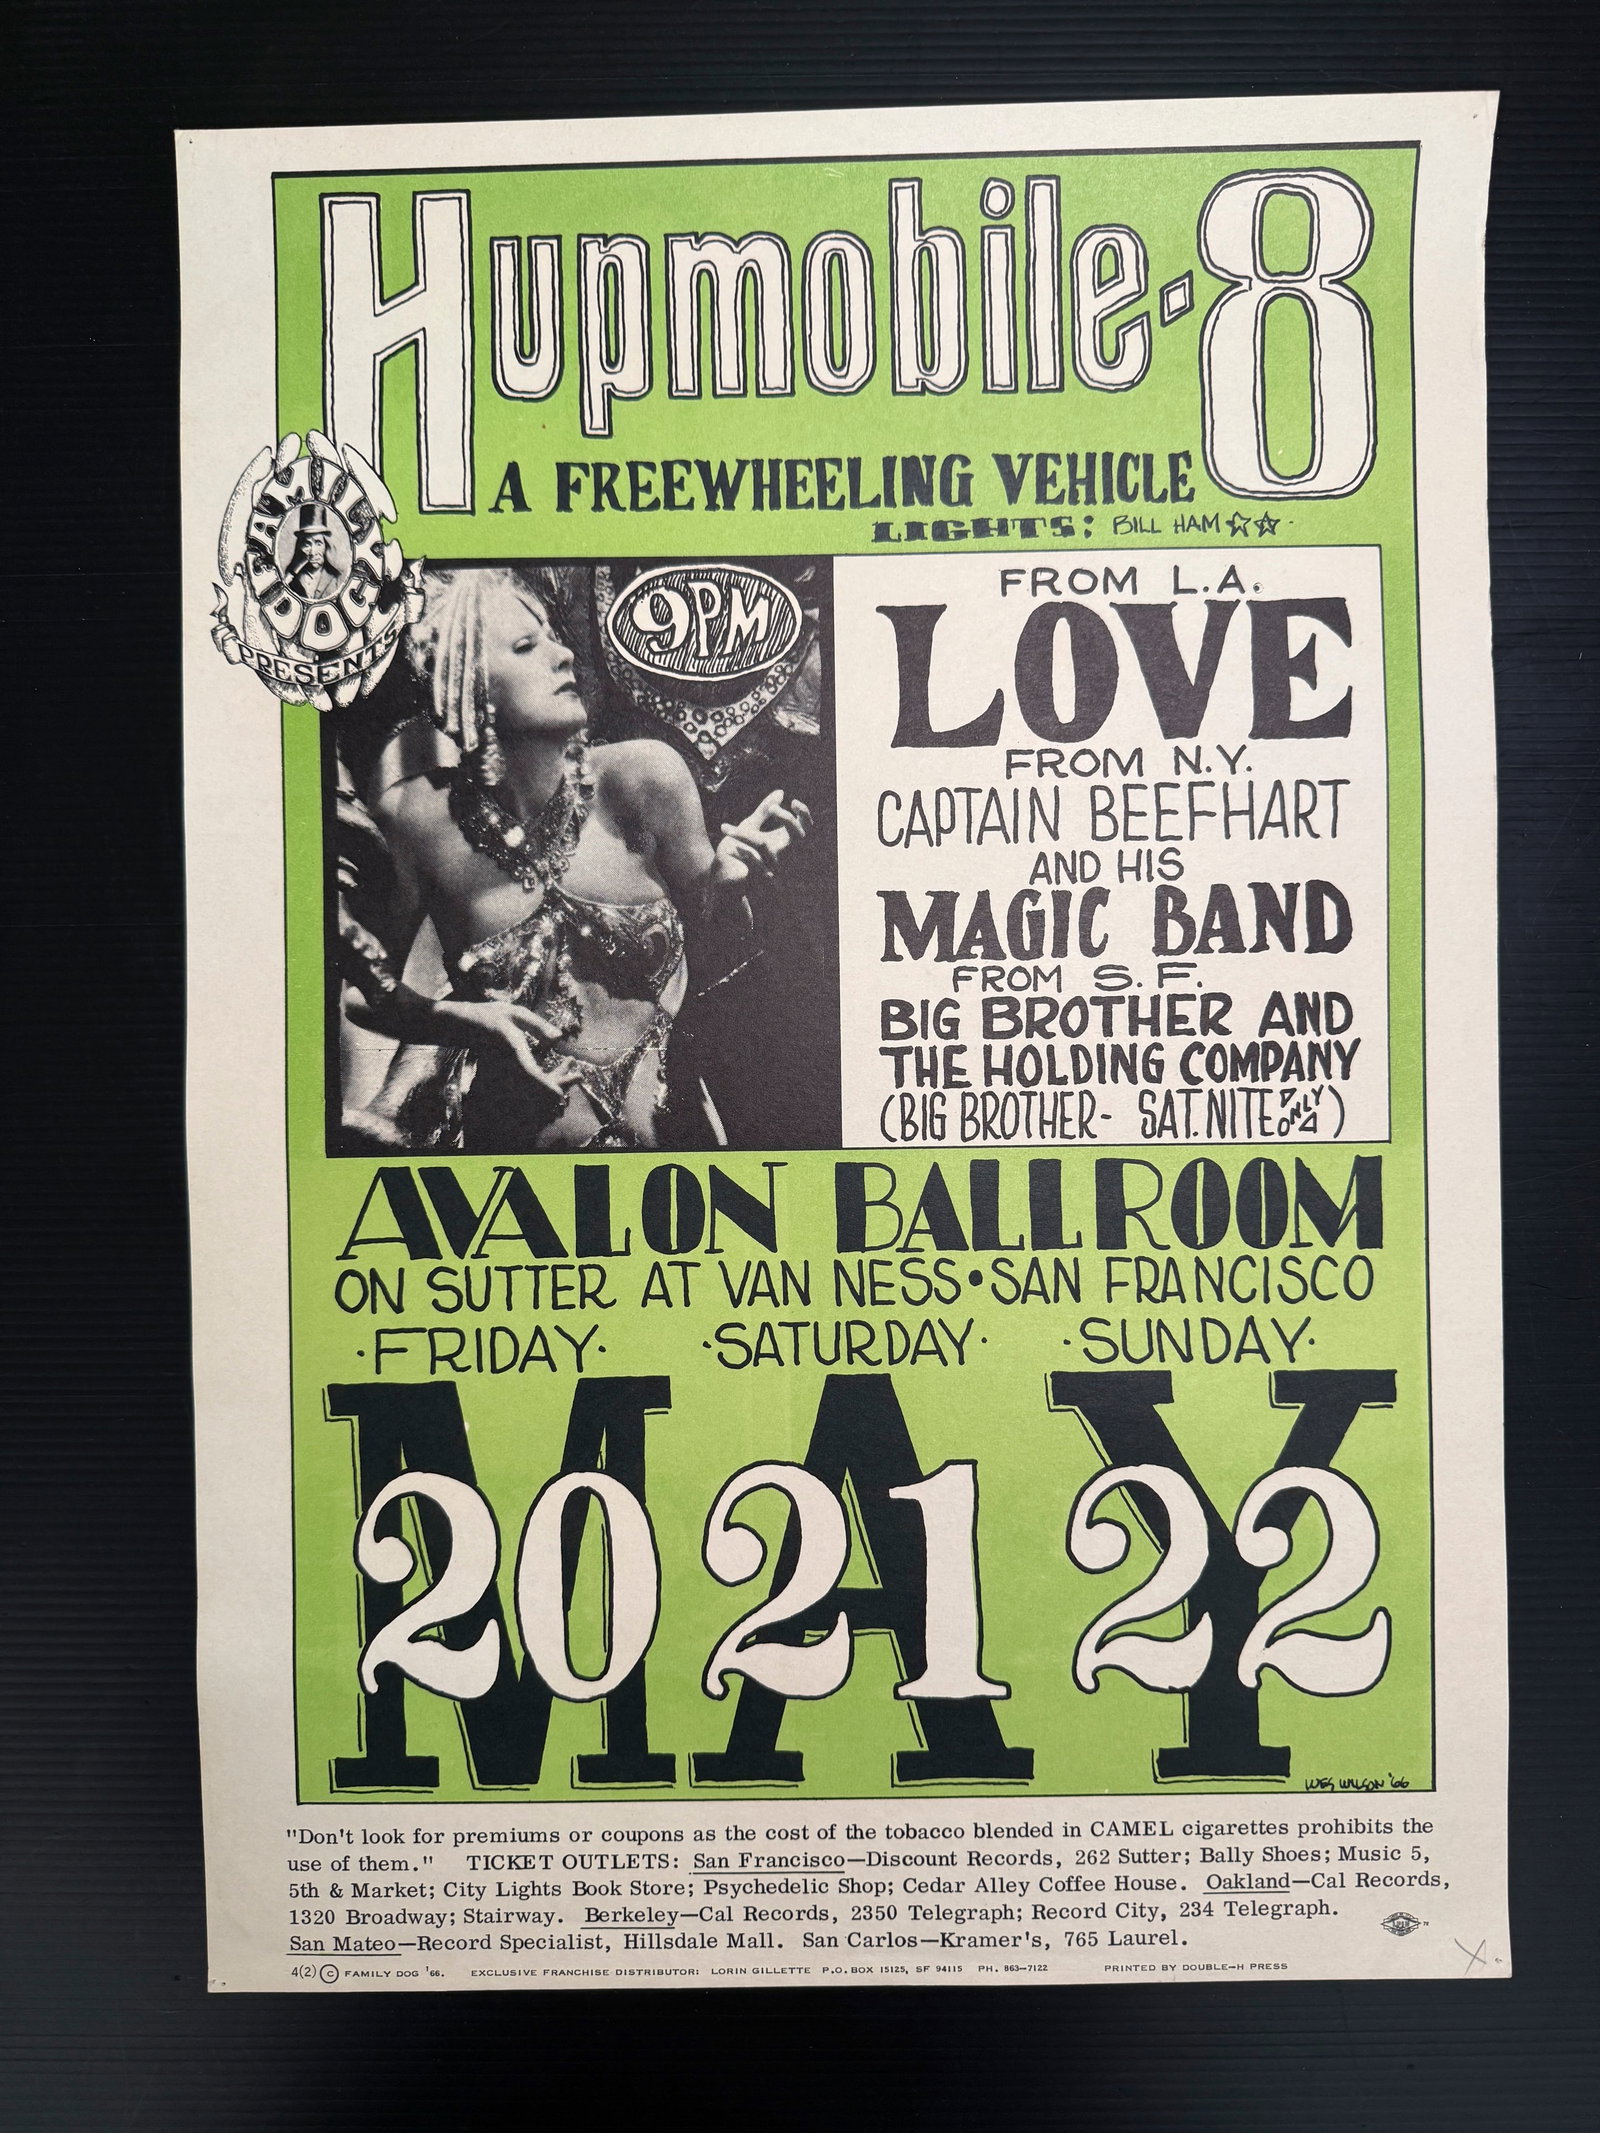 Hupmobile-8
A FREEWHEELING VEHICLE
LIGHTS: BILL HAM
FAMILY
DOG
PRESENTS
9PM
FROM L.A.
LOVE
FROM N.Y.
CAPTAIN BEEFHART
AND HIS
MAGIC BAND
FROM S.F.
BIG BROTHER AND
THE HOLDING COMPANY
(BIG BROTHER- SAT. NITE ONLY)
AVALON BALLROOM
ON SUTTER AT VAN NESS•SAN FRANCISCO
·FRIDAY· ·SATURDAY· ·SUNDAY·
MAY
20 21 22
WES WILSON '66
"Don't look for premiums or coupons as the cost of the tobacco blended in CAMEL cigarettes prohibits the
use of them." TICKET OUTLETS: San Francisco—Discount Records, 262 Sutter; Bally Shoes; Music 5,
5th & Market; City Lights Book Store; Psychedelic Shop; Cedar Alley Coffee House. Oakland—Cal Records,
1320 Broadway; Stairway. Berkeley—Cal Records, 2350 Telegraph; Record City, 234 Telegraph.
San Mateo—Record Specialist, Hillsdale Mall. San Carlos—Kramer's, 765 Laurel.
4(2) © FAMILY DOG '66. EXCLUSIVE FRANCHISE DISTRIBUTOR: LORIN GILLETTE P.O. BOX 15125, SF 94115 PH. 863-7122 PRINTED BY DOUBLE-H PRESS